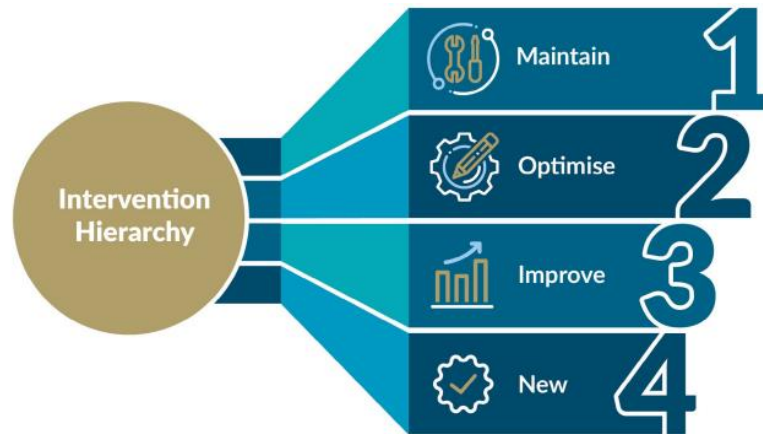 Intervention
Hierarchy
Maintain 1
Optimise 2
Improve 3
New 4